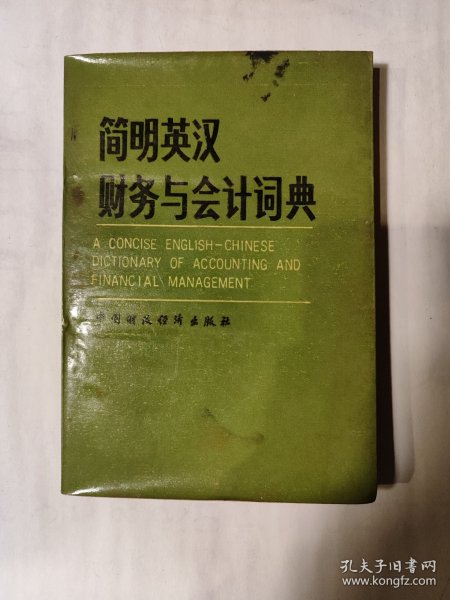 简明英汉
财务与会计词典
A CONCISE ENGLISH-CHINESE
DICTIONARY OF ACCOUNTING AND
FINANCIAL MANAGEMENT
中国财政经济出版社
孔夫子旧书网
www.kongfz.com